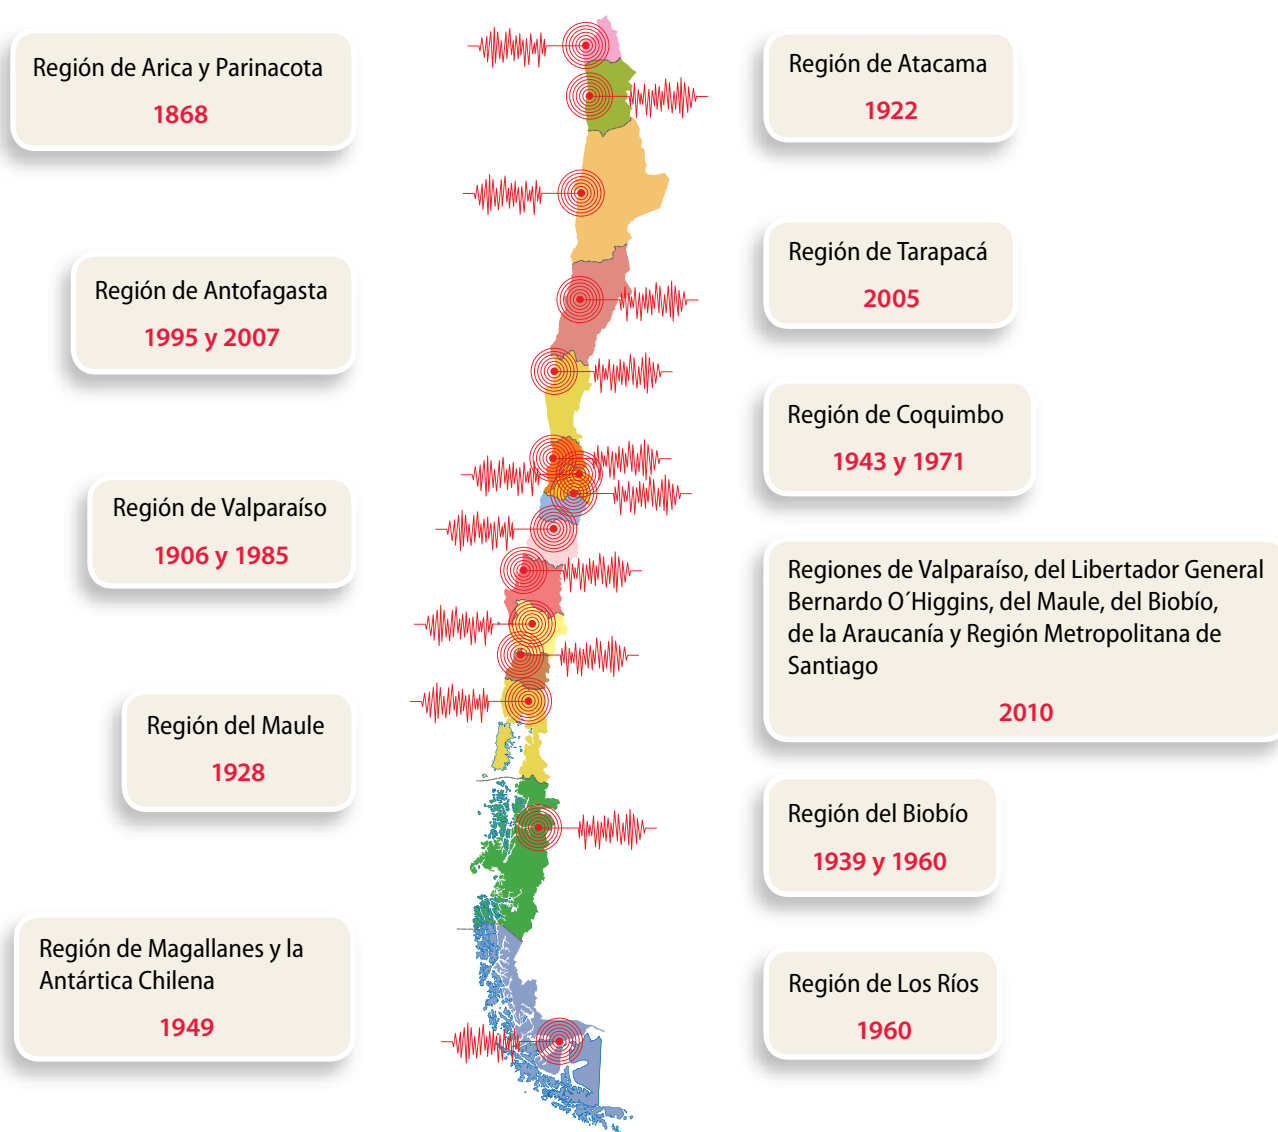 Región de Arica y Parinacota
1868
Región de Antofagasta
1995 y 2007
Región de Valparaíso
1906 y 1985
Región del Maule
1928
Región de Magallanes y la
Antártica Chilena
1949
Región de Atacama
1922
Región de Tarapacá
2005
Región de Coquimbo
1943 y 1971
Regiones de Valparaíso, del Libertador General
Bernardo O´Higgins, del Maule, del Biobío,
de la Araucanía y Región Metropolitana de
Santiago
2010
Región del Biobío
1939 y 1960
Región de Los Ríos
1960